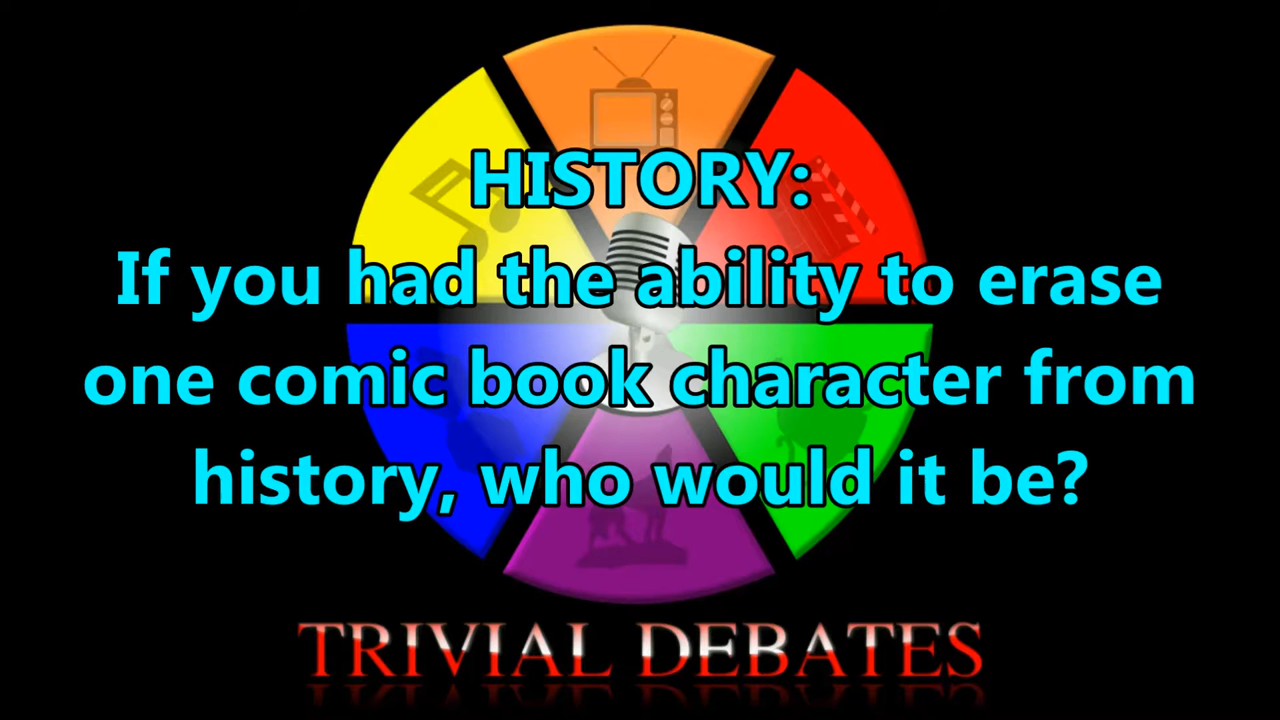 HISTORY:
If you had the ability to erase
one comic book character from
history, who would it be?
TRIVIAL DEBATES